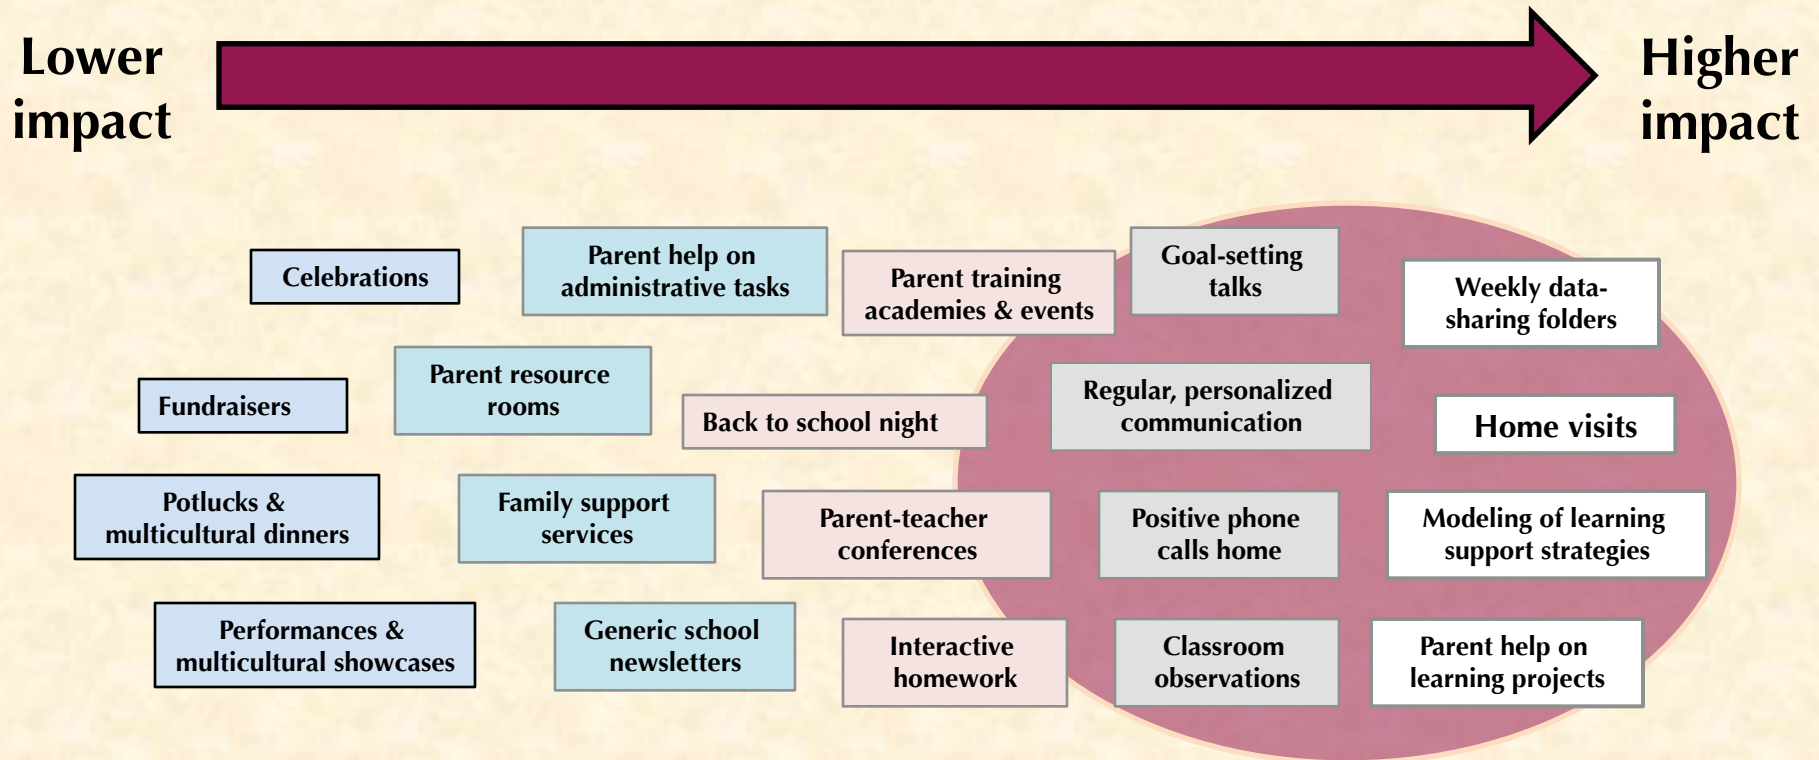 Lower
impact
Higher
impact
Celebrations
Parent help on
administrative tasks
Parent training
academies & events
Goal-setting
talks
Weekly data-
sharing folders
Fundraisers
Parent resource
rooms
Back to school night
Regular, personalized
communication
Home visits
Potlucks &
multicultural dinners
Family support
services
Parent-teacher
conferences
Positive phone
calls home
Modeling of learning
support strategies
Performances &
multicultural showcases
Generic school
newsletters
Interactive
homework
Classroom
observations
Parent help on
learning projects